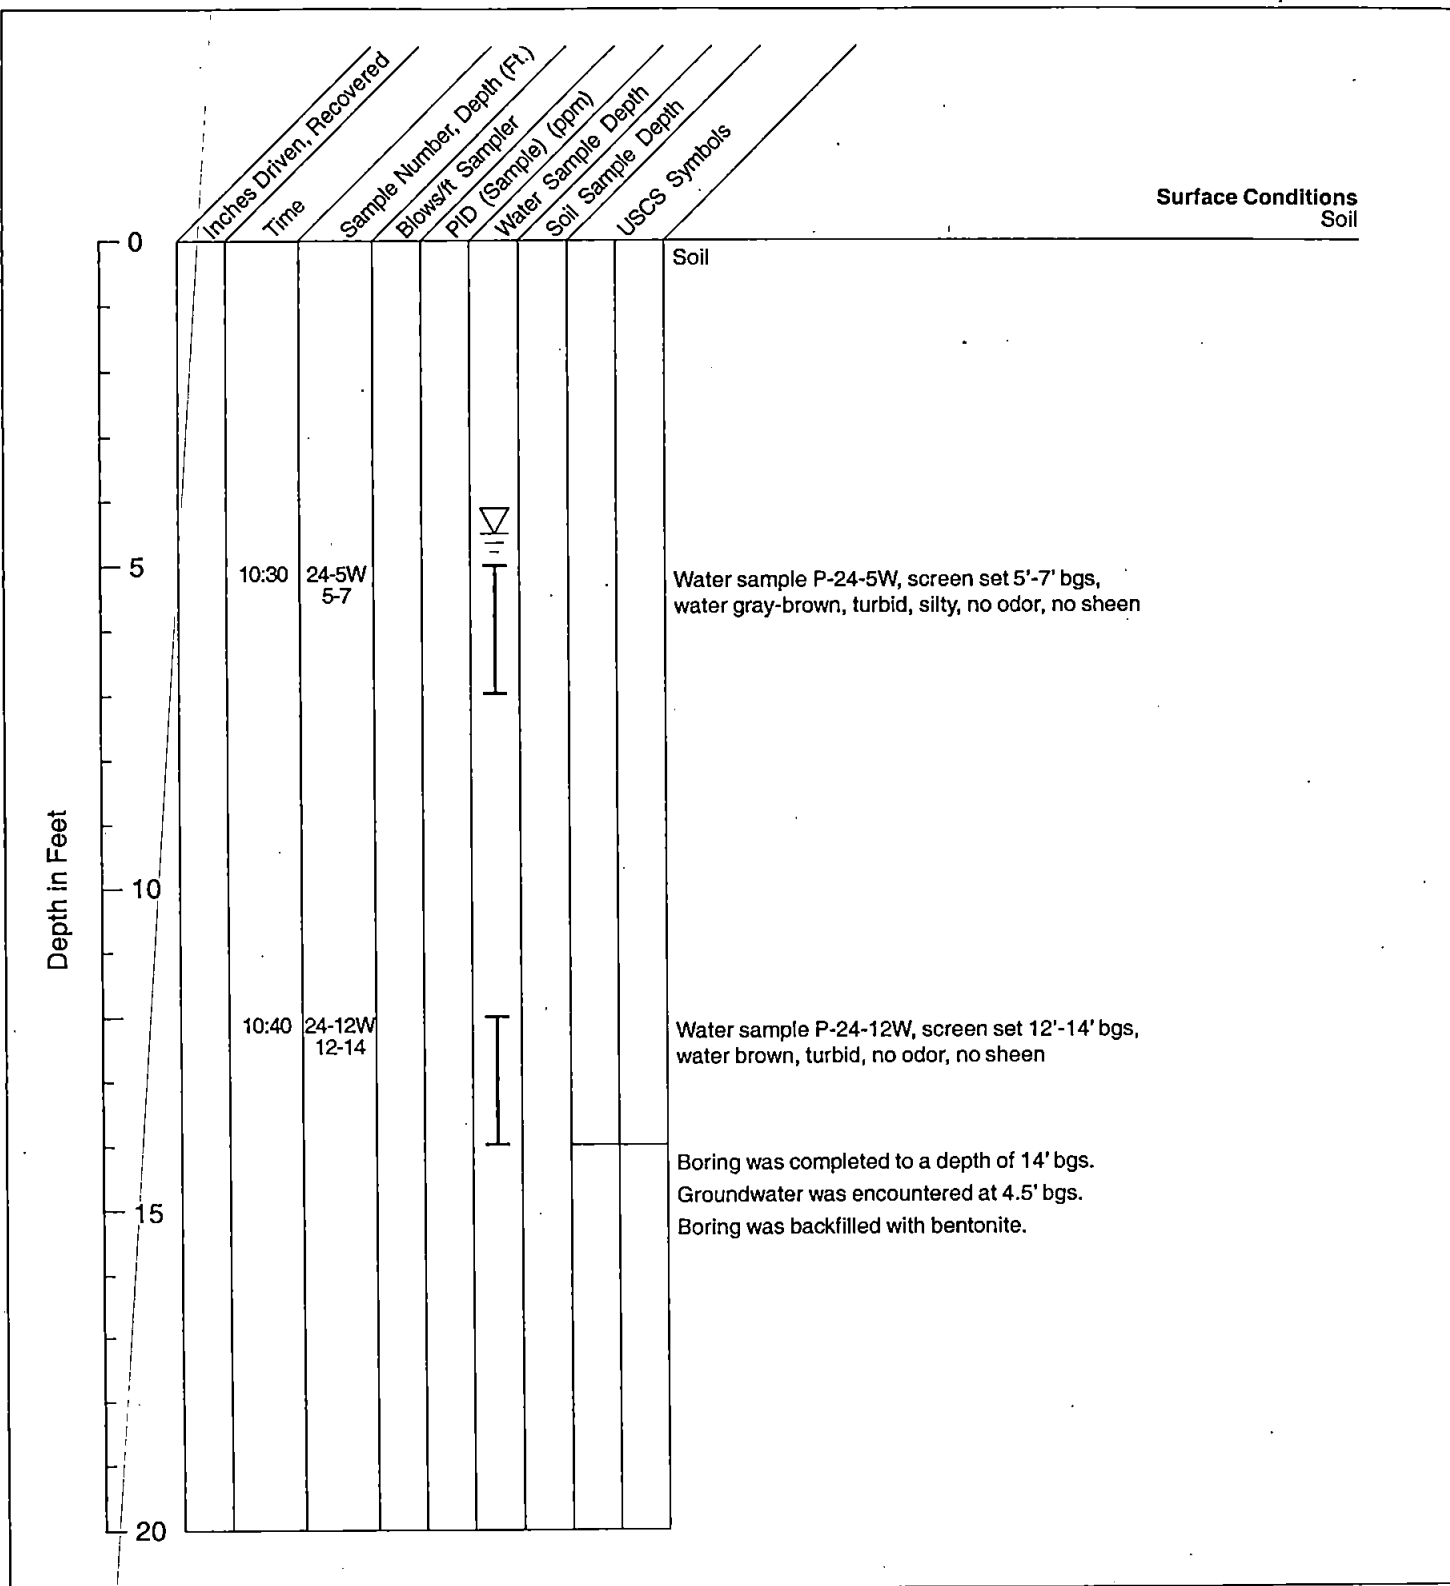 Inches Driven, Recovered
Time
Sample Number, Depth (Ft.)
Blows/ft Sampler
PID (Sample) (ppm)
Water Sample Depth
Soil Sample Depth
USCS Symbols
Surface Conditions
Soil
0
Soil
5
10:30
24-5W
5-7
Water sample P-24-5W, screen set 5'-7' bgs,
water gray-brown, turbid, silty, no odor, no sheen
Depth in Feet
10
10:40
24-12W
12-14
Water sample P-24-12W, screen set 12'-14' bgs,
water brown, turbid, no odor, no sheen
Boring was completed to a depth of 14' bgs.
Groundwater was encountered at 4.5' bgs.
15
Boring was backfilled with bentonite.
20